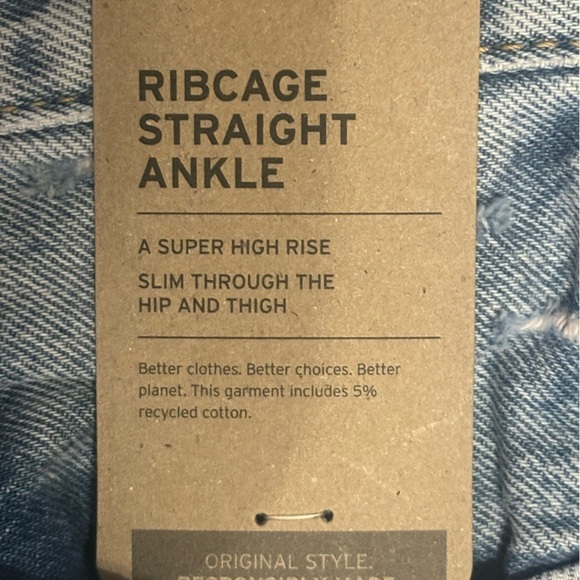 RIBCAGE
STRAIGHT
ANKLE
A SUPER HIGH RISE
SLIM THROUGH THE
HIP AND THIGH
Better clothes. Better choices. Better
planet. This garment includes 5%
recycled cotton.
ORIGINAL STYLE.